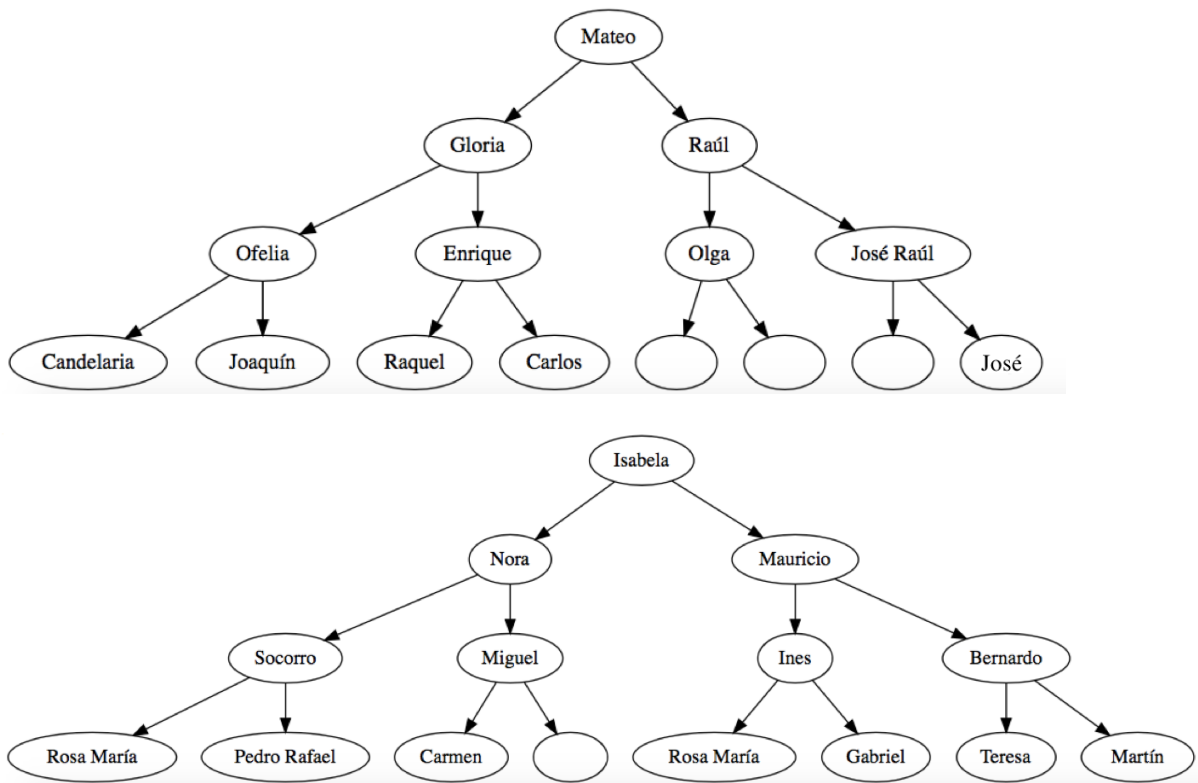 Mateo
Gloria
Raúl
Ofelia
Enrique
Olga
José Raúl
Candelaria
Joaquín
Raquel
Carlos
José
Isabela
Nora
Mauricio
Socorro
Miguel
Ines
Bernardo
Rosa María
Pedro Rafael
Carmen
Rosa María
Gabriel
Teresa
Martín